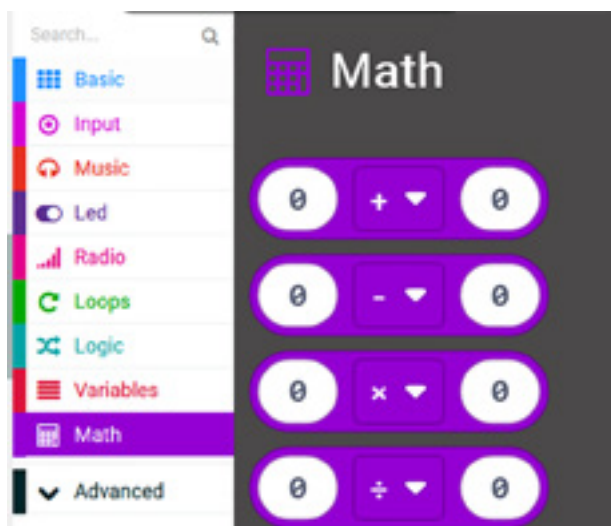 Search...
Basic
Input
Music
Led
Radio
Loops
Logic
Variables
Math
Advanced
Math
0 + 0
0 - 0
0 × 0
0 ÷ 0